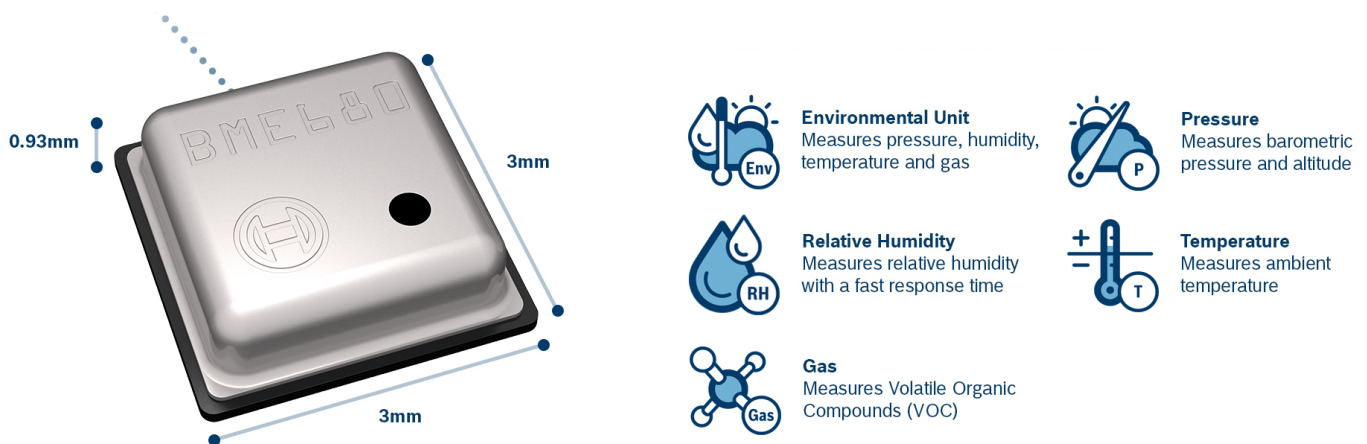 BME680
0.93mm
3mm
3mm
Env
Environmental Unit
Measures pressure, humidity,
temperature and gas
P
Pressure
Measures barometric
pressure and altitude
RH
Relative Humidity
Measures relative humidity
with a fast response time
T
Temperature
Measures ambient
temperature
Gas
Gas
Measures Volatile Organic
Compounds (VOC)